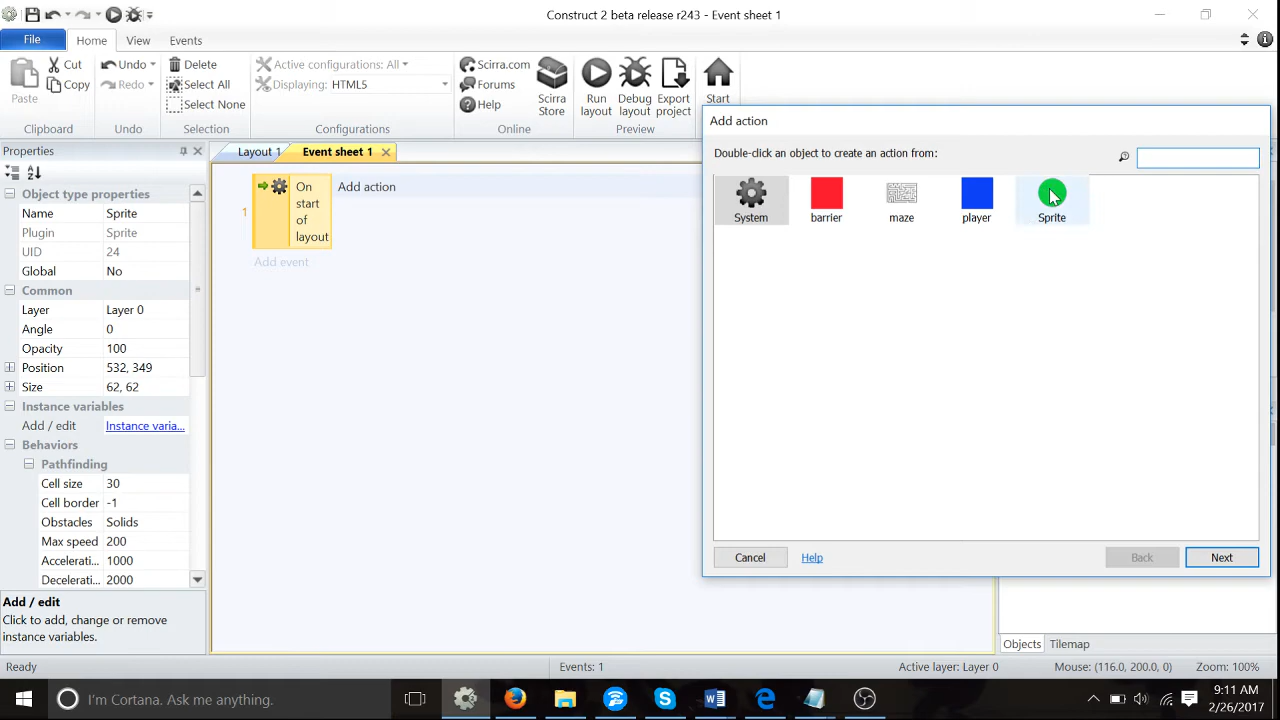 Construct 2 beta release r243 - Event sheet 1
File Home View Events
Paste Cut Copy Clipboard
Undo Redo Undo
Delete Select All Select None Selection
Active configurations: All
Displaying: HTML5
Configurations
Scirra.com Forums Help Scirra Store Online
Run layout Debug layout Export project Preview
Start
Properties
Layout 1 Event sheet 1
Object type properties
Name Sprite
Plugin Sprite
UID 24
Global No
Common
Layer Layer 0
Angle 0
Opacity 100
Position 532, 349
Size 62, 62
Instance variables
Add / edit Instance varia...
Behaviors
Pathfinding
Cell size 30
Cell border -1
Obstacles Solids
Max speed 200
Accelerati... 1000
Decelerati... 2000
Add / edit
Click to add, change or remove
instance variables.
1
On
start
of
layout
Add action
Add event
Add action
Double-click an object to create an action from:
System barrier maze player Sprite
Cancel Help Back Next
Objects Tilemap
Ready Events: 1 Active layer: Layer 0 Mouse: (116.0, 200.0, 0) Zoom: 100%
I'm Cortana. Ask me anything.
9:11 AM
2/26/2017